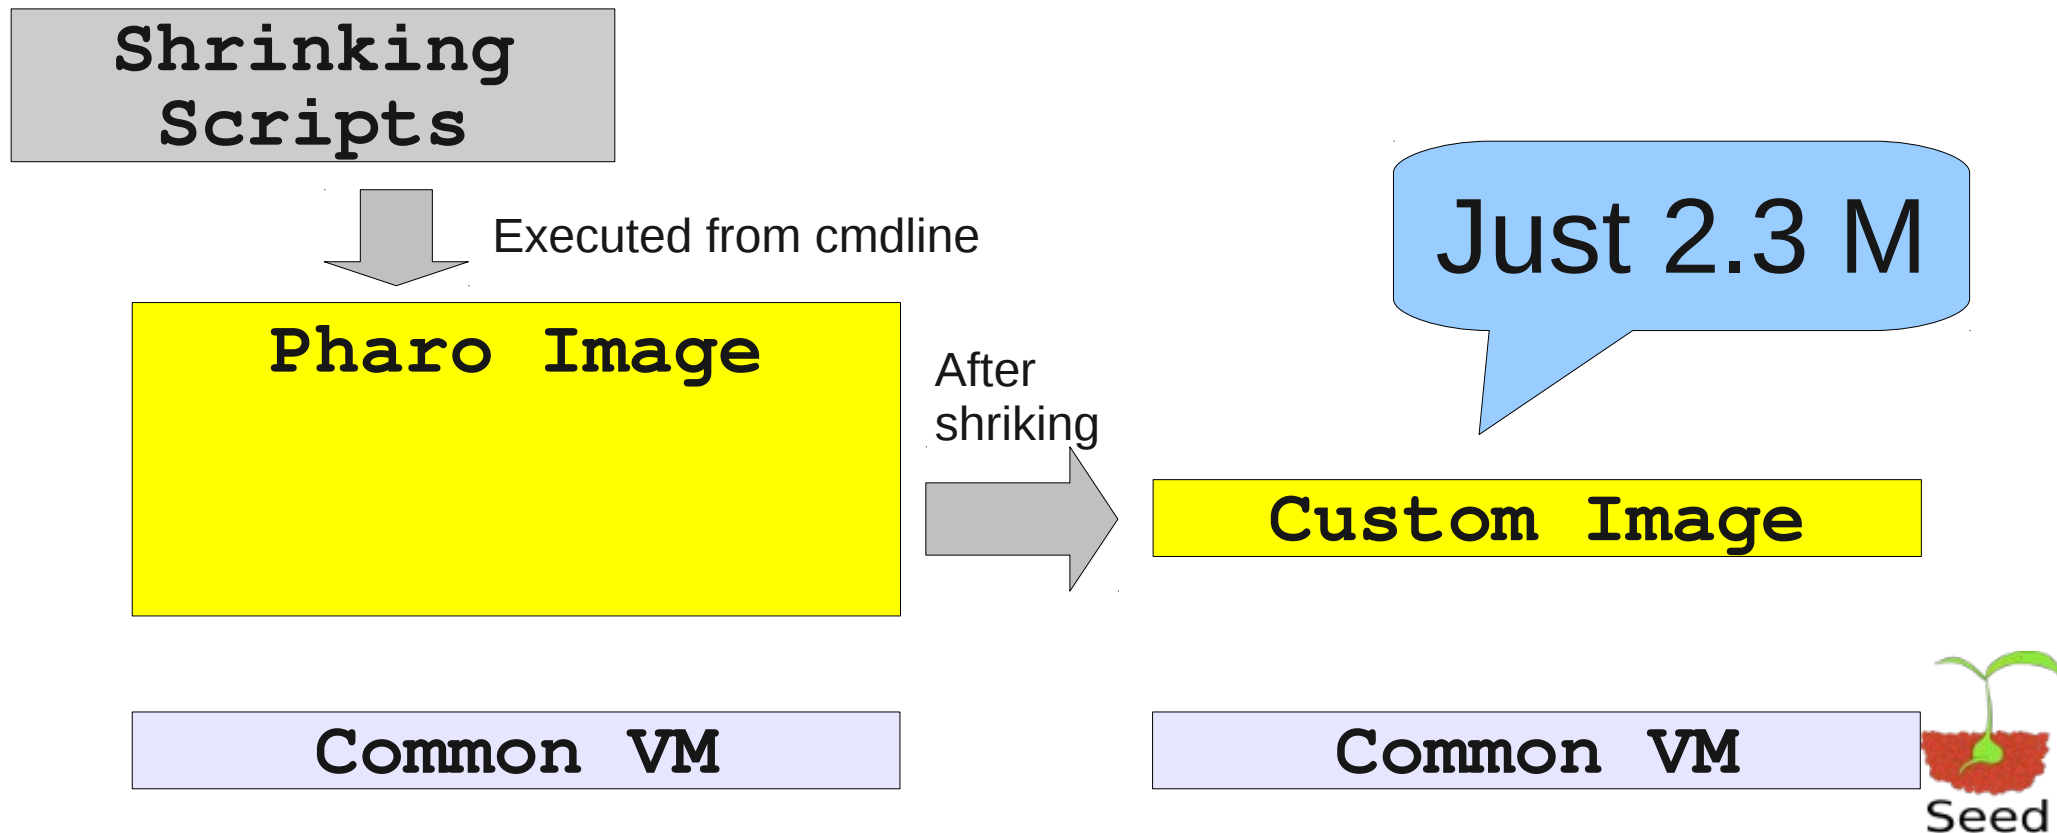 Shrinking
Scripts
Executed from cmdline
Just 2.3 M
Pharo Image
After
shriking
Custom Image
Common VM
Common VM
Seed